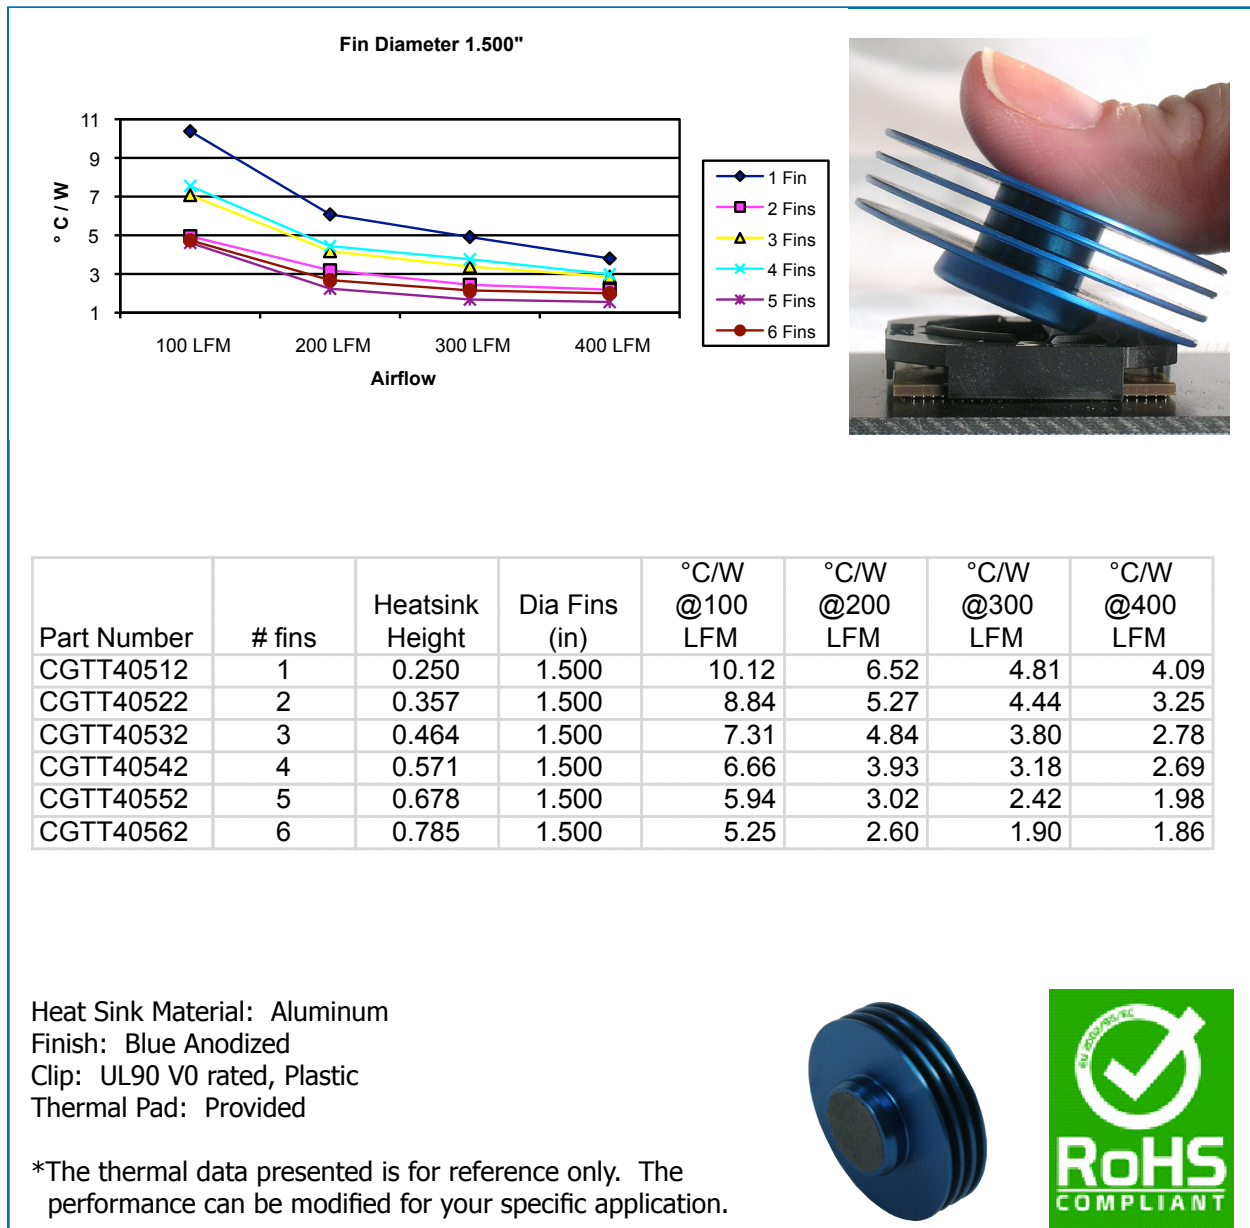 Fin Diameter 1.500"
11
9
7
5
3
1
° C / W
100 LFM 200 LFM 300 LFM 400 LFM
Airflow
1 Fin
2 Fins
3 Fins
4 Fins
5 Fins
6 Fins
Part Number # fins Heatsink Height Dia Fins (in) °C/W @100 LFM °C/W @200 LFM °C/W @300 LFM °C/W @400 LFM
CGTT40512 1 0.250 1.500 10.12 6.52 4.81 4.09
CGTT40522 2 0.357 1.500 8.84 5.27 4.44 3.25
CGTT40532 3 0.464 1.500 7.31 4.84 3.80 2.78
CGTT40542 4 0.571 1.500 6.66 3.93 3.18 2.69
CGTT40552 5 0.678 1.500 5.94 3.02 2.42 1.98
CGTT40562 6 0.785 1.500 5.25 2.60 1.90 1.86
Heat Sink Material: Aluminum
Finish: Blue Anodized
Clip: UL90 V0 rated, Plastic
Thermal Pad: Provided
*The thermal data presented is for reference only. The
performance can be modified for your specific application.
EU 2002/95/EC
RoHS
COMPLIANT